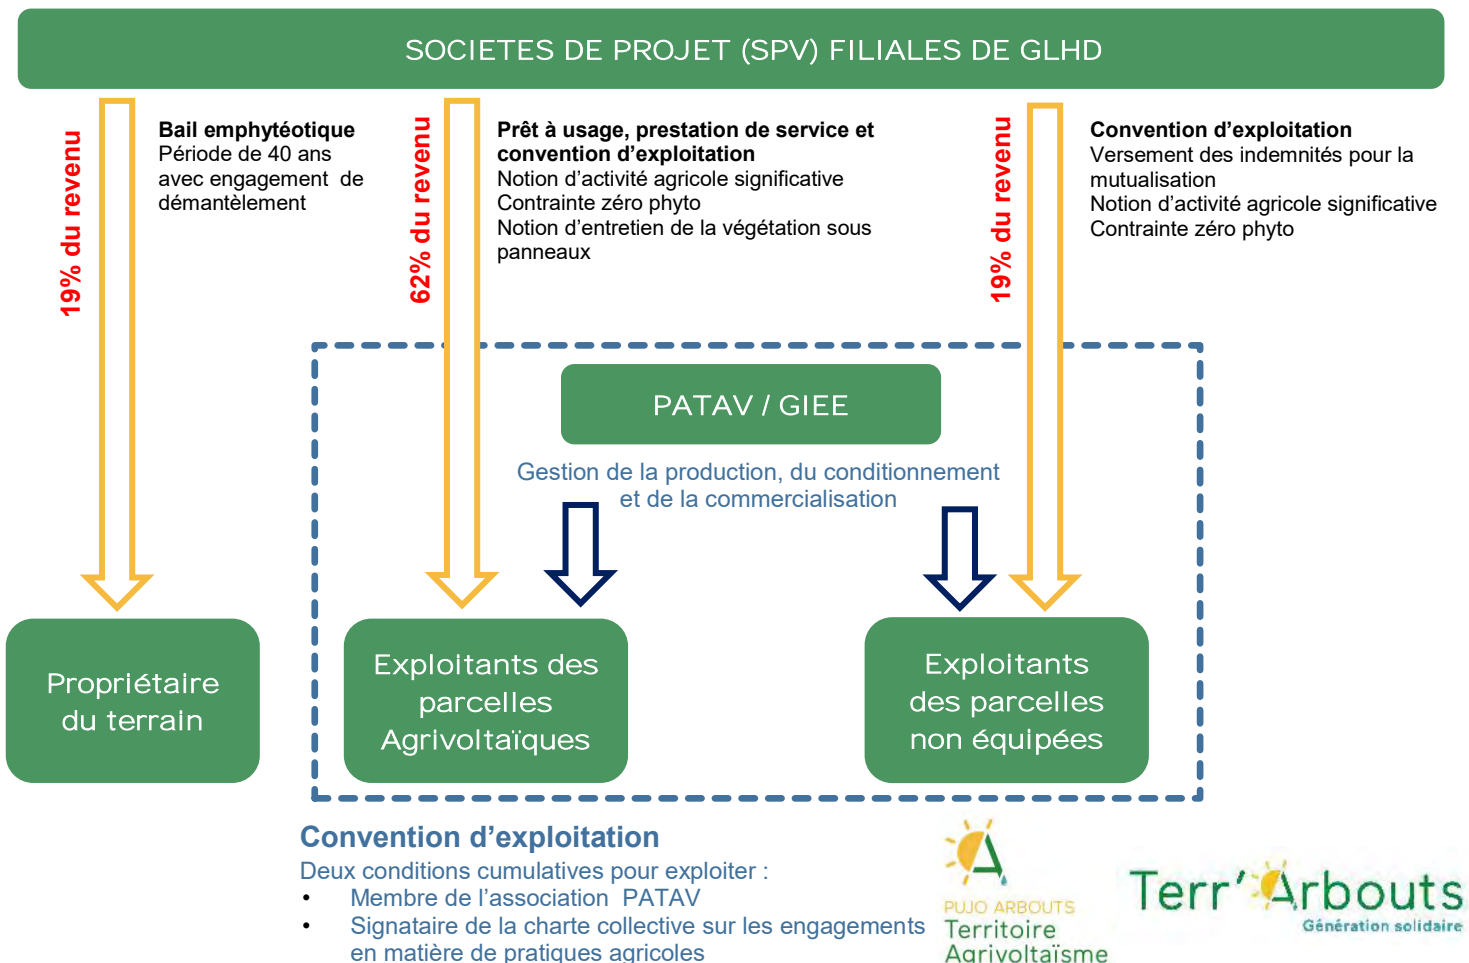 SOCIETES DE PROJET (SPV) FILIALES DE GLHD
19% du revenu
Bail emphytéotique
Période de 40 ans
avec engagement de
démantèlement
62% du revenu
Prêt à usage, prestation de service et
convention d'exploitation
Notion d'activité agricole significative
Contrainte zéro phyto
Notion d'entretien de la végétation sous
panneaux
19% du revenu
Convention d'exploitation
Versement des indemnités pour la
mutualisation
Notion d'activité agricole significative
Contrainte zéro phyto
PATAV / GIEE
Gestion de la production, du conditionnement
et de la commercialisation
Propriétaire
du terrain
Exploitants des
parcelles
Agrivoltaïques
Exploitants
des parcelles
non équipées
Convention d'exploitation
Deux conditions cumulatives pour exploiter :
• Membre de l'association PATAV
• Signataire de la charte collective sur les engagements
en matière de pratiques agricoles
PUJO ARBOUTS
Territoire
Agrivoltaïsme
Terr'Arbouts
Génération solidaire